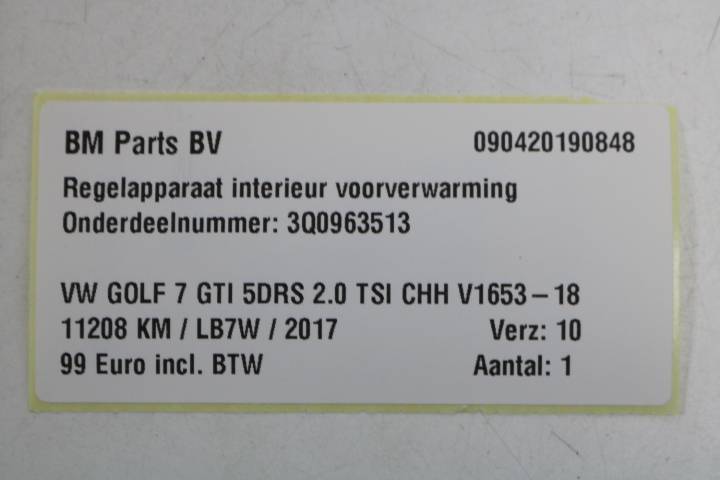 BM Parts BV 090420190848
Regelapparaat interieur voorverwarming
Onderdeelnummer: 3Q0963513
VW GOLF 7 GTI 5DRS 2.0 TSI CHH V1653-18
11208 KM / LB7W / 2017 Verz: 10
99 Euro incl. BTW Aantal: 1